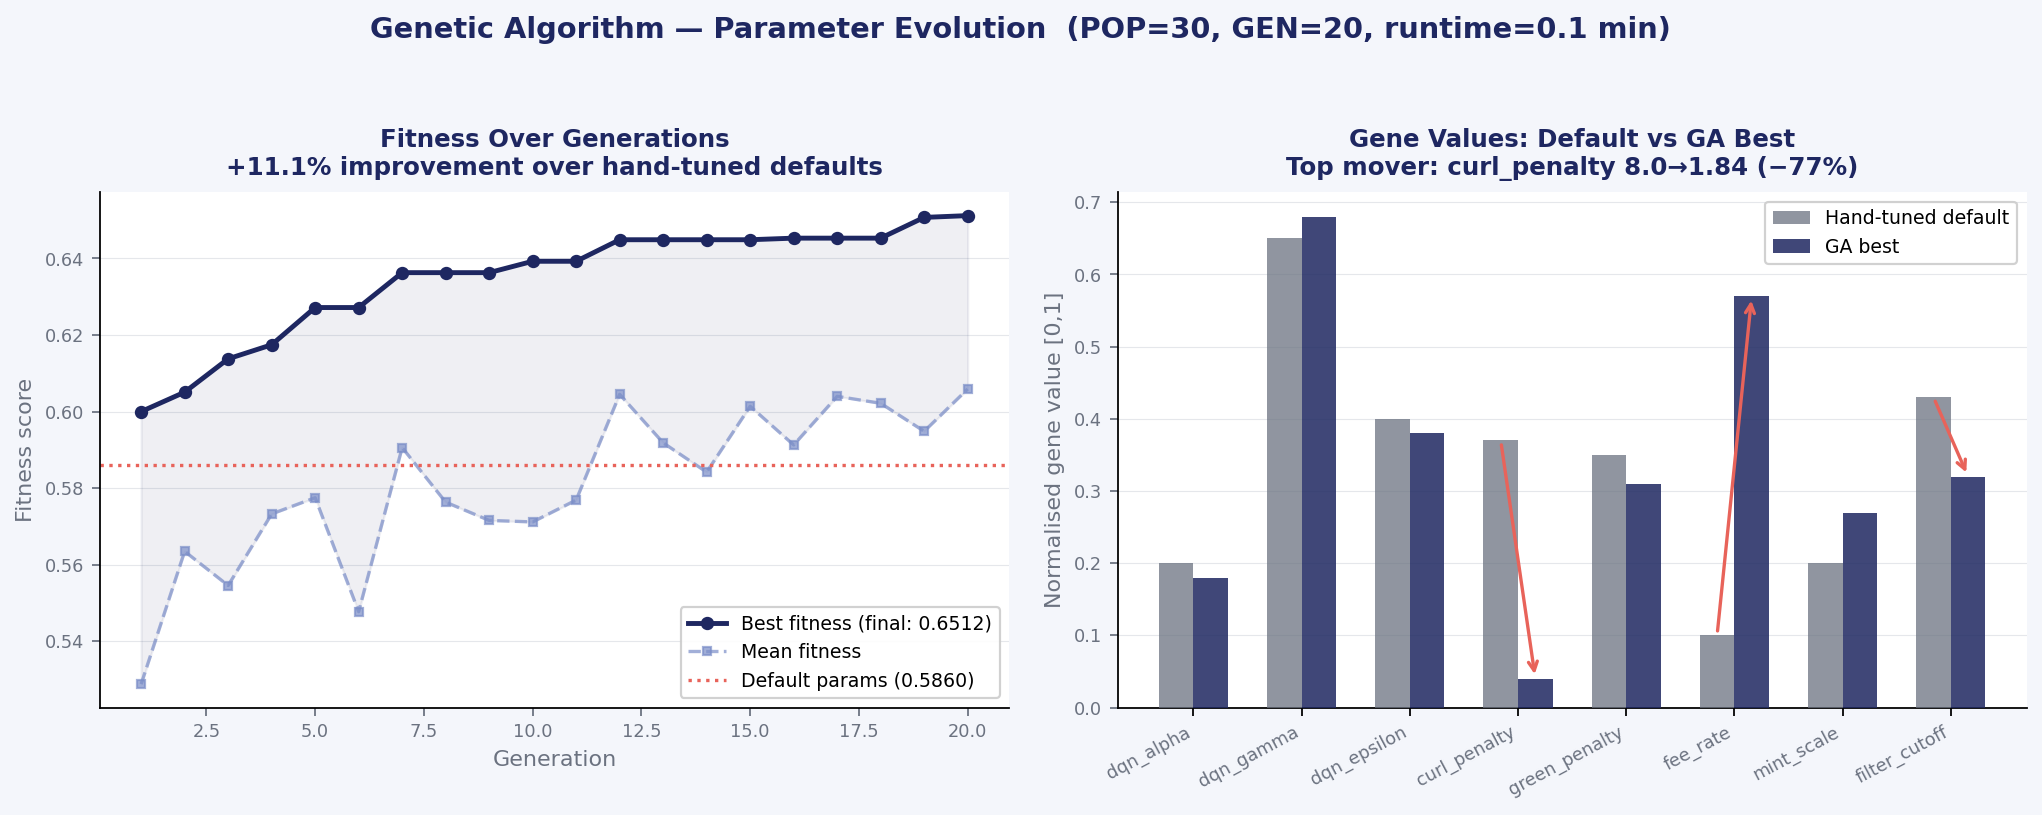 Genetic Algorithm — Parameter Evolution (POP=30, GEN=20, runtime=0.1 min)
Fitness Over Generations
+11.1% improvement over hand-tuned defaults
Fitness score
0.64
0.62
0.60
0.58
0.56
0.54
Best fitness (final: 0.6512)
Mean fitness
Default params (0.5860)
2.5
5.0
7.5
10.0
12.5
15.0
17.5
20.0
Generation
Gene Values: Default vs GA Best
Top mover: curl_penalty 8.0→1.84 (−77%)
Normalised gene value [0,1]
0.7
0.6
0.5
0.4
0.3
0.2
0.1
0.0
Hand-tuned default
GA best
dqn_alpha
dqn_gamma
dqn_epsilon
curl_penalty
green_penalty
fee_rate
mint_scale
filter_cutoff